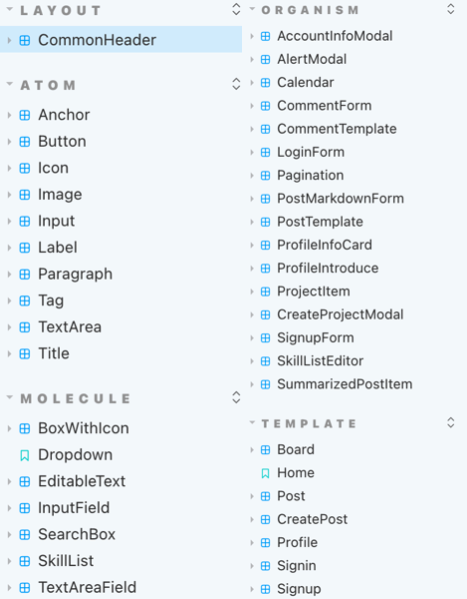 LAYOUT
CommonHeader
ATOM
Anchor
Button
Icon
Image
Input
Label
Paragraph
Tag
TextArea
Title
MOLECULE
BoxWithIcon
Dropdown
EditableText
InputField
SearchBox
SkillList
TextAreaField
ORGANISM
AccountInfoModal
AlertModal
Calendar
CommentForm
CommentTemplate
LoginForm
Pagination
PostMarkdownForm
PostTemplate
ProfileInfoCard
ProfileIntroduce
ProjectItem
CreateProjectModal
SignupForm
SkillListEditor
SummarizedPostItem
TEMPLATE
Board
Home
Post
CreatePost
Profile
Signin
Signup